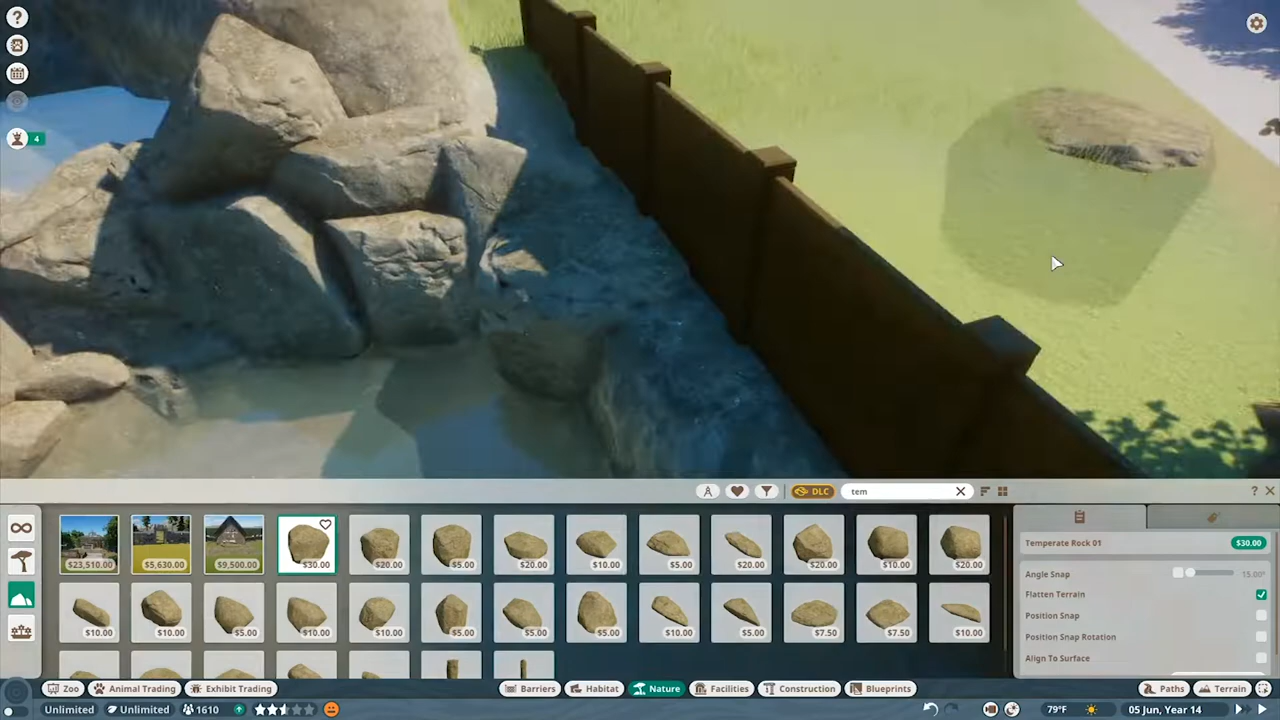 ?
4
DLC
tem
?
$23,510.00
$5,630.00
$9,500.00
$30.00
$20.00
$5.00
$20.00
$10.00
$5.00
$20.00
$20.00
$10.00
$20.00
$10.00
$10.00
$5.00
$10.00
$10.00
$5.00
$5.00
$5.00
$10.00
$5.00
$7.50
$7.50
$10.00
Temperate Rock 01
$30.00
Angle Snap
15.00°
Flatten Terrain
Position Snap
Position Snap Rotation
Align To Surface
Zoo
Animal Trading
Exhibit Trading
Barriers
Habitat
Nature
Facilities
Construction
Blueprints
Paths
Terrain
Unlimited
Unlimited
1610
79°F
05 Jun, Year 14